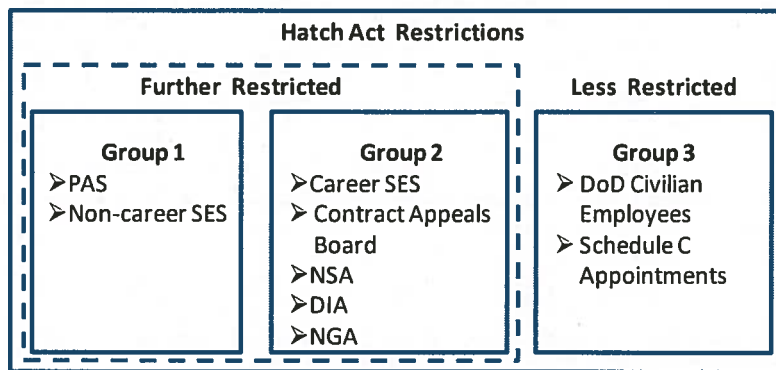 Hatch Act Restrictions
Further Restricted
Less Restricted
Group 1
➢PAS
➢Non-career SES
Group 2
➢Career SES
➢ Contract Appeals
Board
➢NSA
➢DIA
➢NGA
Group 3
➢ DoD Civilian
Employees
➢ Schedule C
Appointments